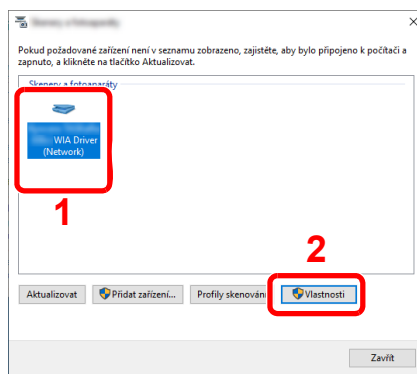 Pokud požadované zařízení není v seznamu zobrazeno, zajistěte, aby bylo připojeno k počítači a
zapnuto, a klikněte na tlačítko Aktualizovat.
Skenery a fotoaparáty
WIA Driver
(Network)
1
2
Aktualizovat
Přidat zařízení...
Profily skenování
Vlastnosti
Zavřít